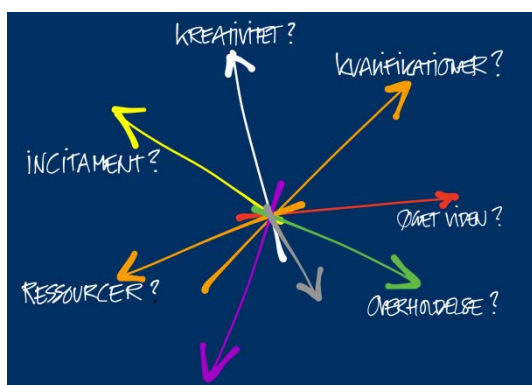 KREATIVITET?
KVALIFIKATIONER?
INCITAMENT?
ØGET VIDEN?
RESSOURCER?
OVERHOLDELSE?